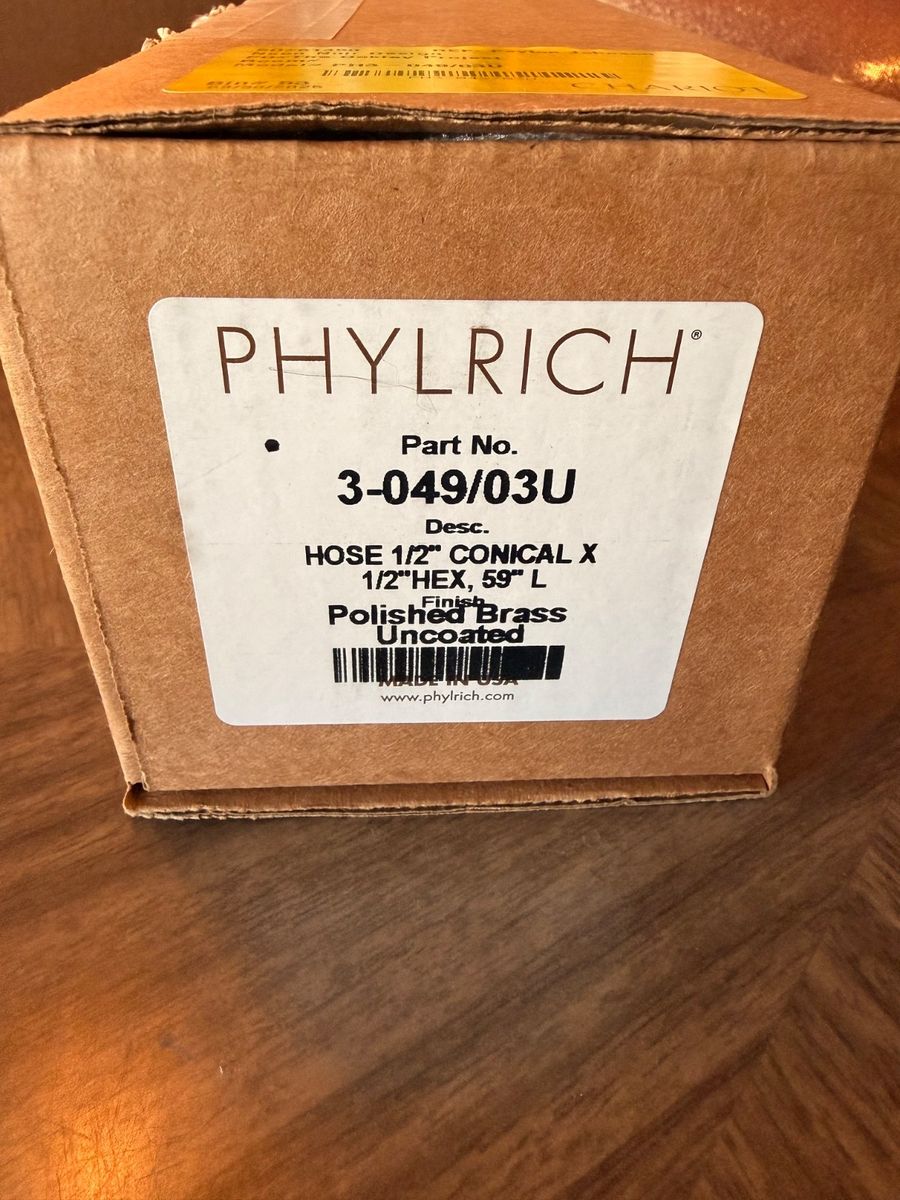 CHARIOT
PHYLRICH®
Part No.
3-049/03U
Desc.
HOSE 1/2" CONICAL X
1/2"HEX, 59" L
Finish
Polished Brass
Uncoated
MADE IN USA
www.phylrich.com